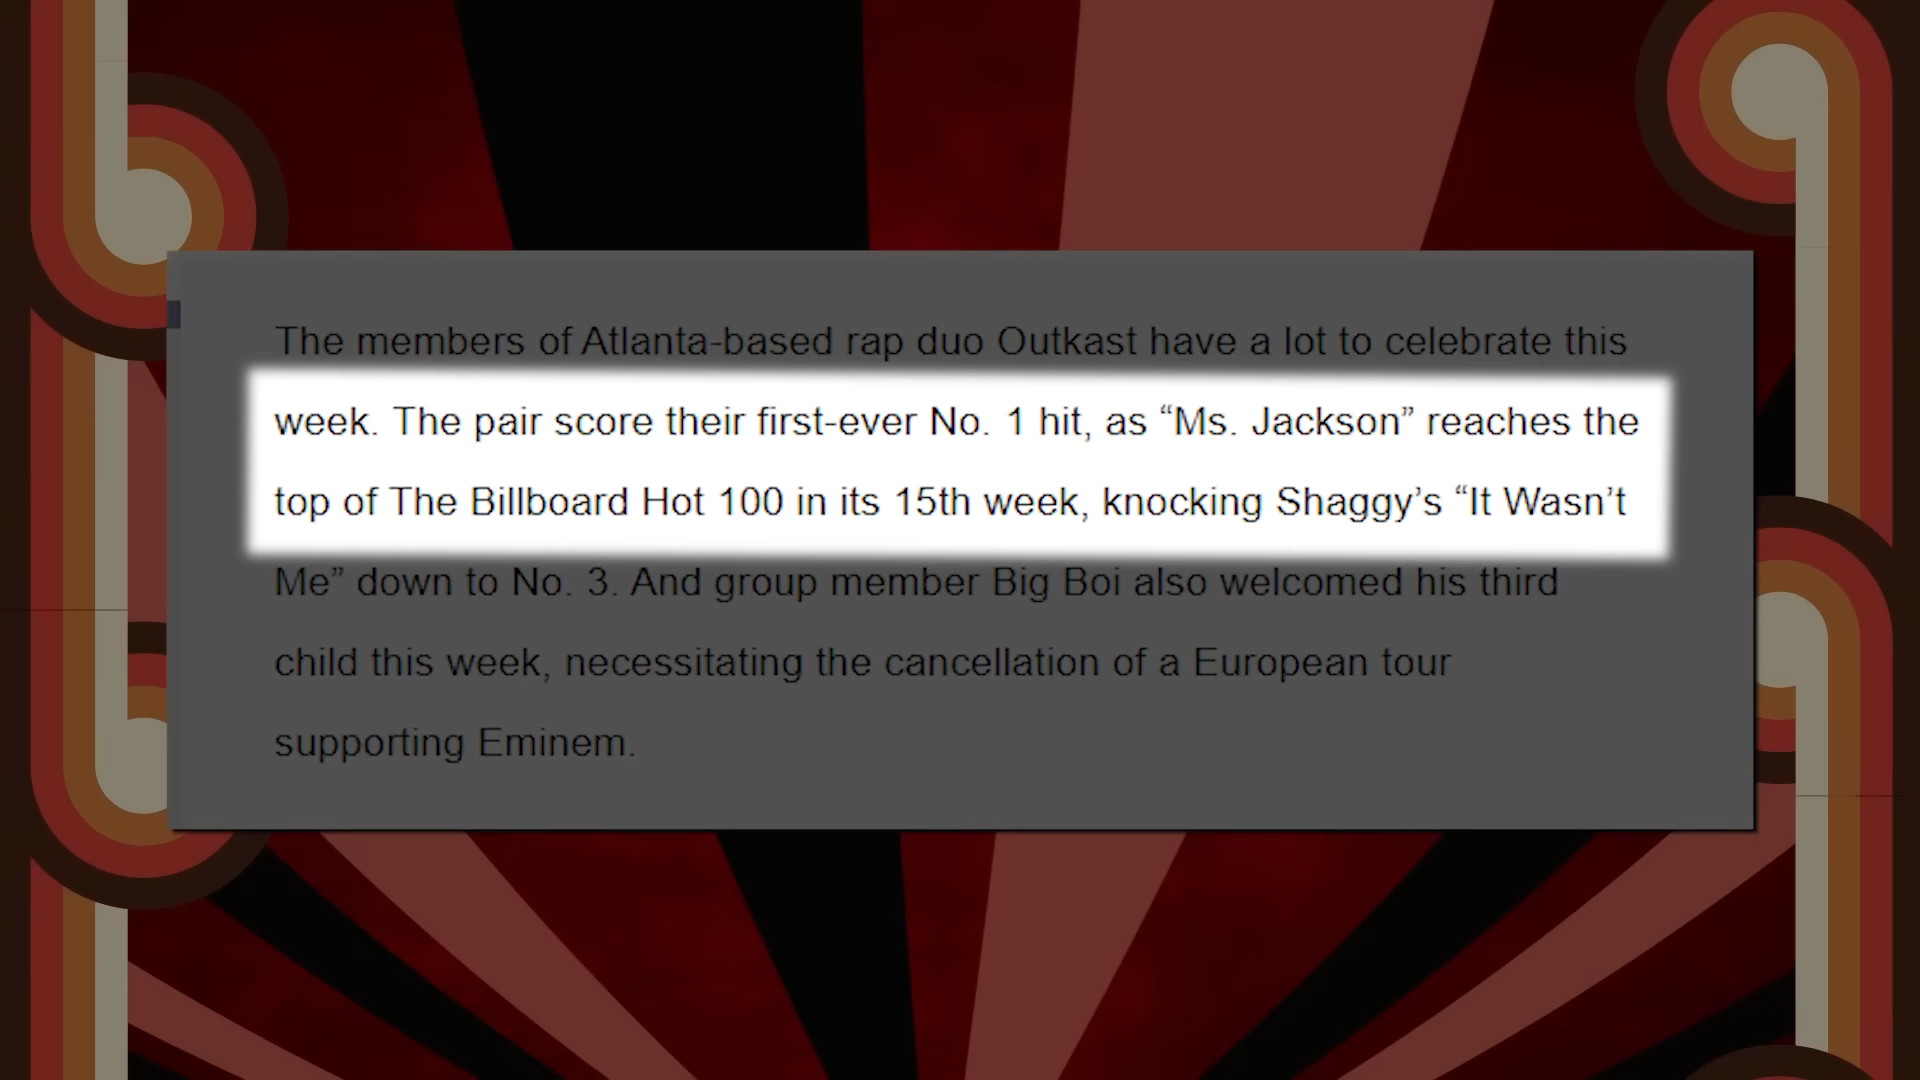 The members of Atlanta-based rap duo Outkast have a lot to celebrate this
week. The pair score their first-ever No. 1 hit, as “Ms. Jackson” reaches the
top of The Billboard Hot 100 in its 15th week, knocking Shaggy’s “It Wasn’t
Me” down to No. 3. And group member Big Boi also welcomed his third
child this week, necessitating the cancellation of a European tour
supporting Eminem.